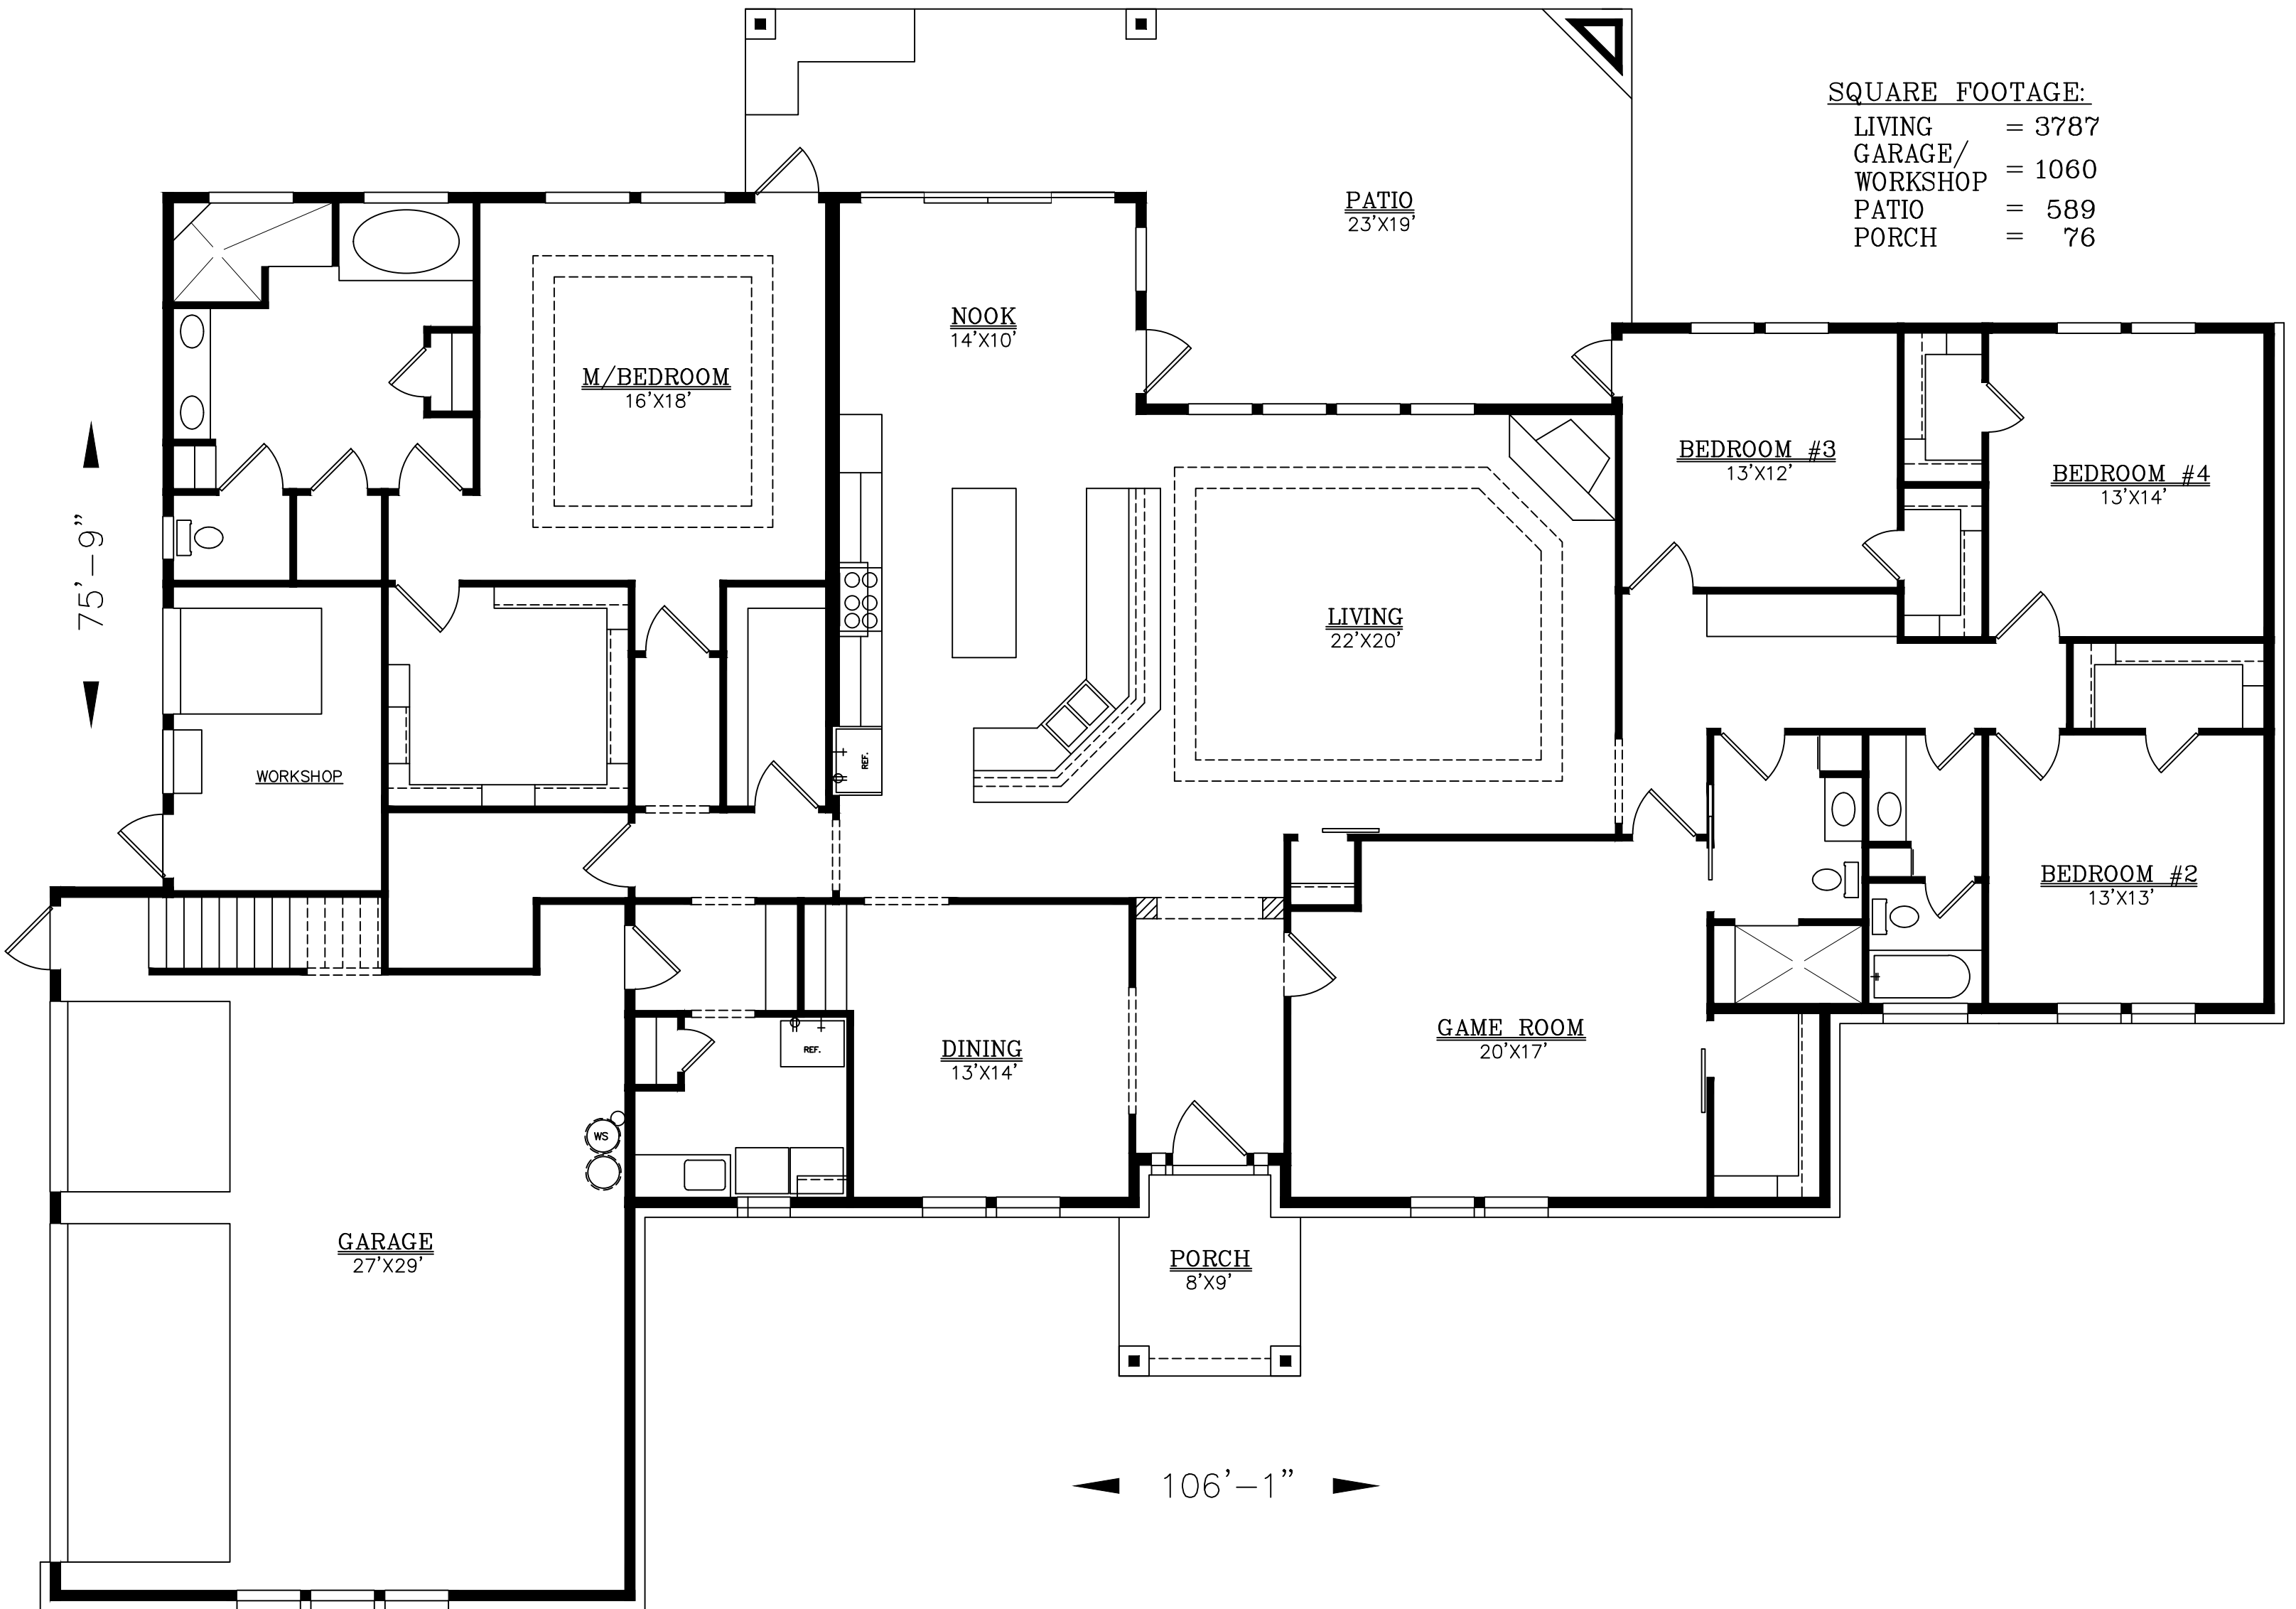 SQUARE FOOTAGE:
LIVING = 3787
GARAGE/
WORKSHOP = 1060
PATIO = 589
PORCH = 76
PATIO
23'X19'
NOOK
14'X10'
M/BEDROOM
16'X18'
BEDROOM #3
13'X12'
BEDROOM #4
13'X14'
75'-9"
LIVING
22'X20'
WORKSHOP
REF.
BEDROOM #2
13'X13'
GAME ROOM
20'X17'
DINING
13'X14'
REF.
WS
GARAGE
27'X29'
PORCH
8'X9'
106'-1"